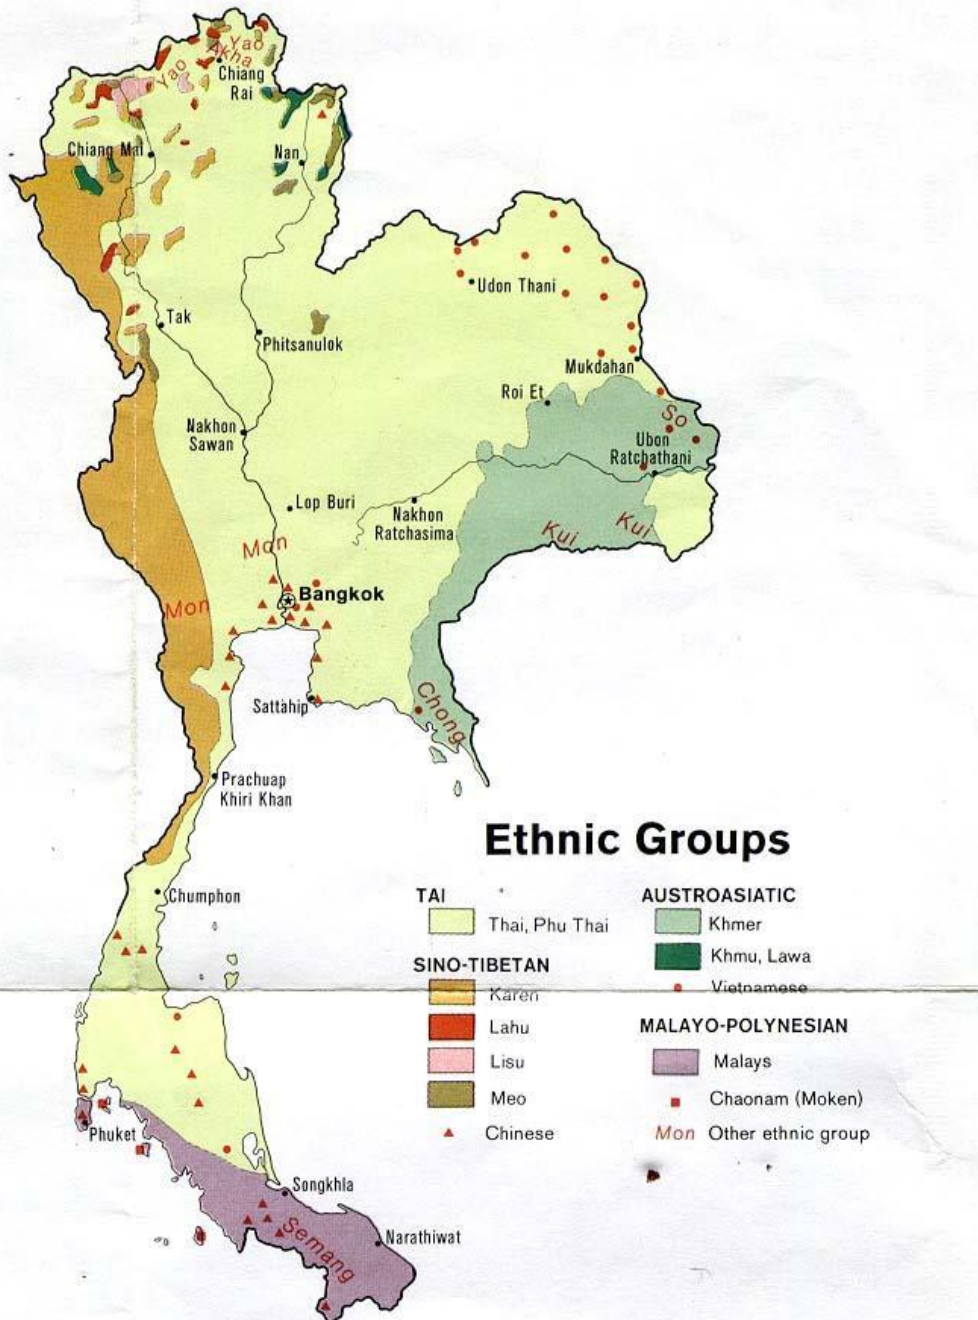 Yao
Yao
Akha
Chiang
Rai
Chiang Mai
Nan
Udon Thani
Tak
Phitsanulok
Mukdahan
Roi Et
So
Nakhon
Sawan
Ubon
Ratchathani
Lop Buri
Nakhon
Ratchasima
Kui
Kui
Mon
Bangkok
Mon
Sattahip
Chong
Prachuap
Khiri Khan
Chumphon
Phuket
Songkhla
Semang
Narathiwat
Ethnic Groups
TAI
Thai, Phu Thai
SINO-TIBETAN
Karen
Lahu
Lisu
Meo
Chinese
AUSTROASIATIC
Khmer
Khmu, Lawa
Vietnamese
MALAYO-POLYNESIAN
Malays
Chaonam (Moken)
Mon Other ethnic group